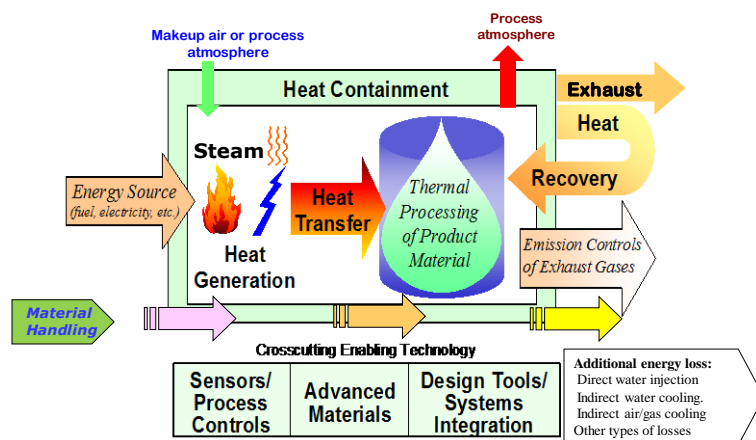 Makeup air or process
atmosphere
Process
atmosphere
Heat Containment
Exhaust
Heat
Recovery
Steam
Energy Source
(fuel, electricity, etc.)
Heat
Transfer
Heat
Generation
Thermal
Processing
of Product
Material
Emission Controls
of Exhaust Gases
Material
Handling
Crosscutting Enabling Technology
Sensors/
Process
Controls
Advanced
Materials
Design Tools/
Systems
Integration
Additional energy loss:
Direct water injection
Indirect water cooling.
Indirect air/gas cooling
Other types of losses